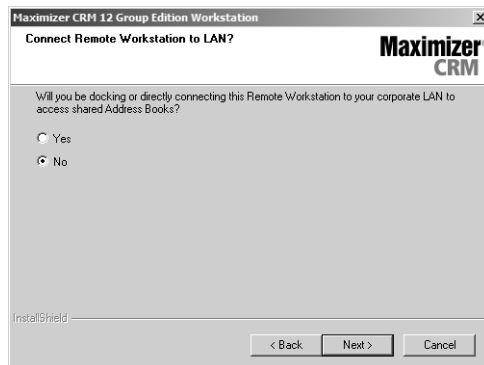 Maximizer CRM 12 Group Edition Workstation
Connect Remote Workstation to LAN?
Maximizer
CRM
Will you be docking or directly connecting this Remote Workstation to your corporate LAN to
access shared Address Books?
Yes
No
InstallShield
< Back
Next >
Cancel